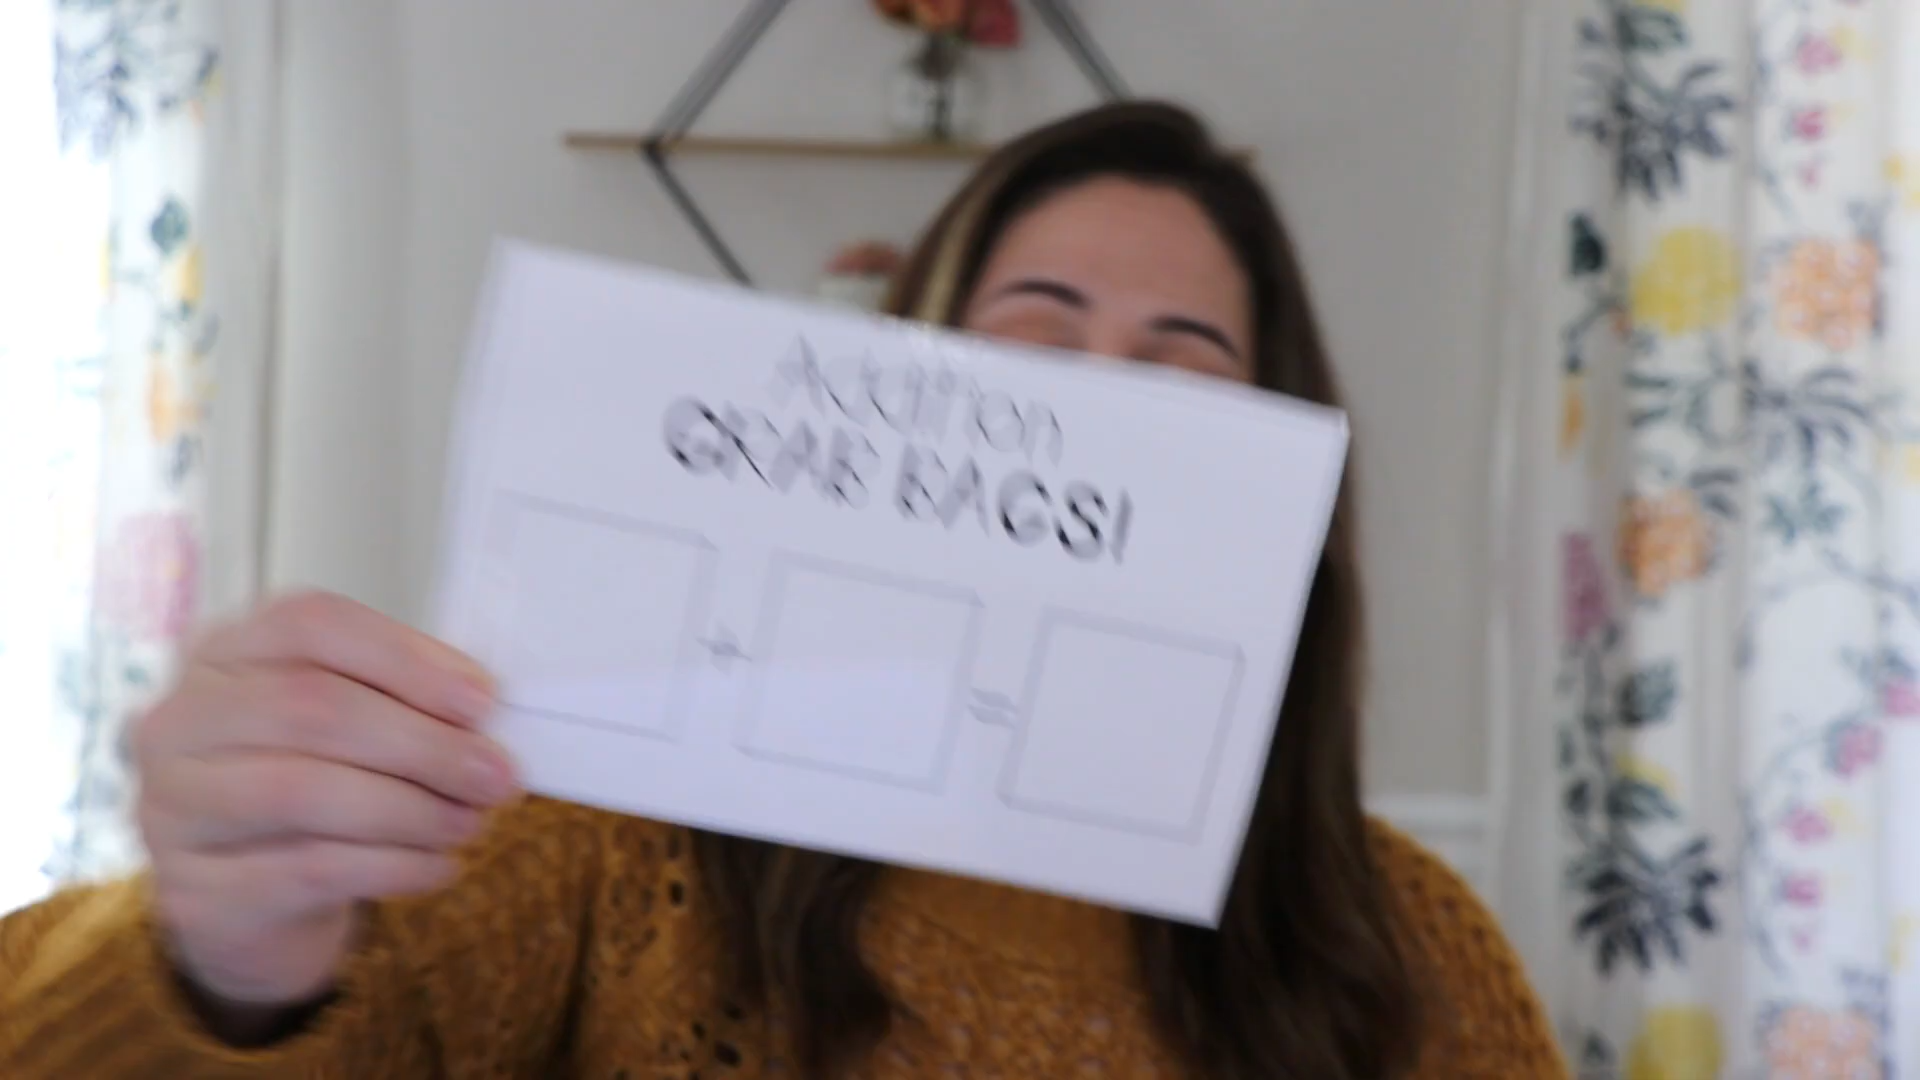 Addition
GRAB BAGS!
+ =